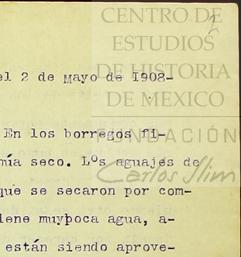 CENTRO DE
ESTUDIOS
DE HISTORIA
DE MEXICO
FUNDACIÓN
Carlos Slim
2
el 2 de mayo de 1908-
En los borregos fi-
mía seco. Los aguajes de
que se secaron por com-
iene muypoca agua, a-
están siendo aprove-